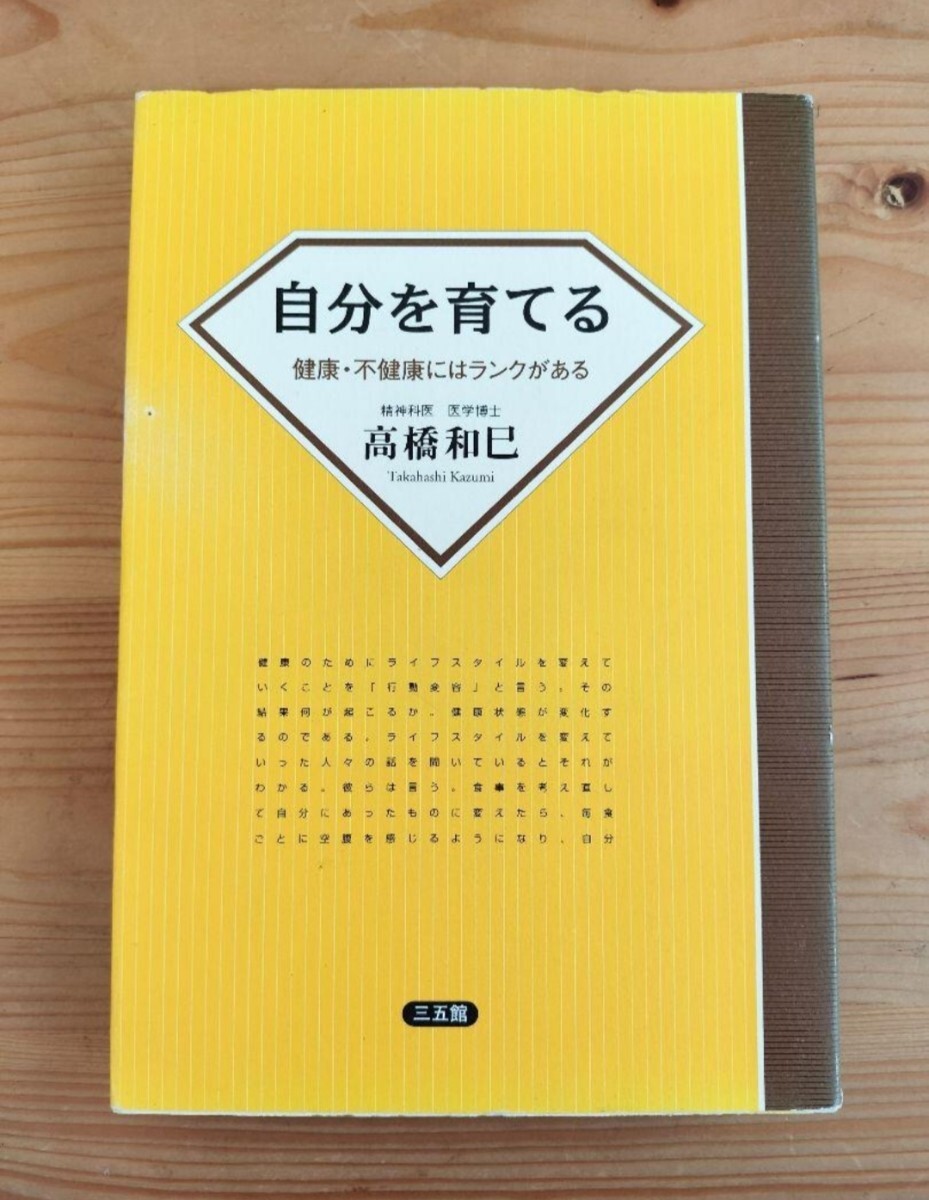 自分を育てる
健康・不健康にはランクがある
精神科医　医学博士
高橋和巳
Takahashi Kazumi
健康のためにライフスタイルを変えて
いくことを「行動変容」と言う。その
結果何が起こるか。健康状態が変化す
るのである。ライフスタイルを変えて
いった人々の話を聞いているとそれが
わかる。彼らは言う。食事を考え直し
て自分にあったものに変えたら、毎食
ごとに空腹を感じるようになり、自分
三五館